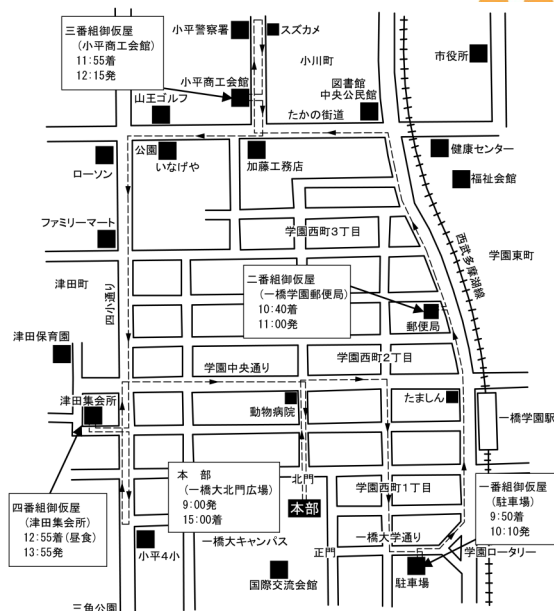 三番組御仮屋
(小平商工会館)
11:55着
12:15発
小平警察署
スズカメ
小川町
市役所
小平商工会館
図書館
中央公民館
山王ゴルフ
たかの街道
公園
いなげや
加藤工務店
健康センター
ローソン
福祉会館
ファミリーマート
学園西町3丁目
西武多摩湖線
学園東町
津田町
四小通り
二番組御仮屋
(一橋学園郵便局)
10:40着
11:00発
郵便局
津田保育園
学園中央通り
学園西町2丁目
津田集会所
動物病院
たましん
一橋学園駅
四番組御仮屋
(津田集会所)
12:55着(昼食)
13:55発
本 部
(一橋大北門広場)
9:00発
15:00着
北門
本部
学園西町1丁目
一番組御仮屋
(駐車場)
9:50着
10:10発
小平4小
一橋大キャンパス
正門
一橋大学通り
学園ロータリー
国際交流会館
駐車場
三角公園